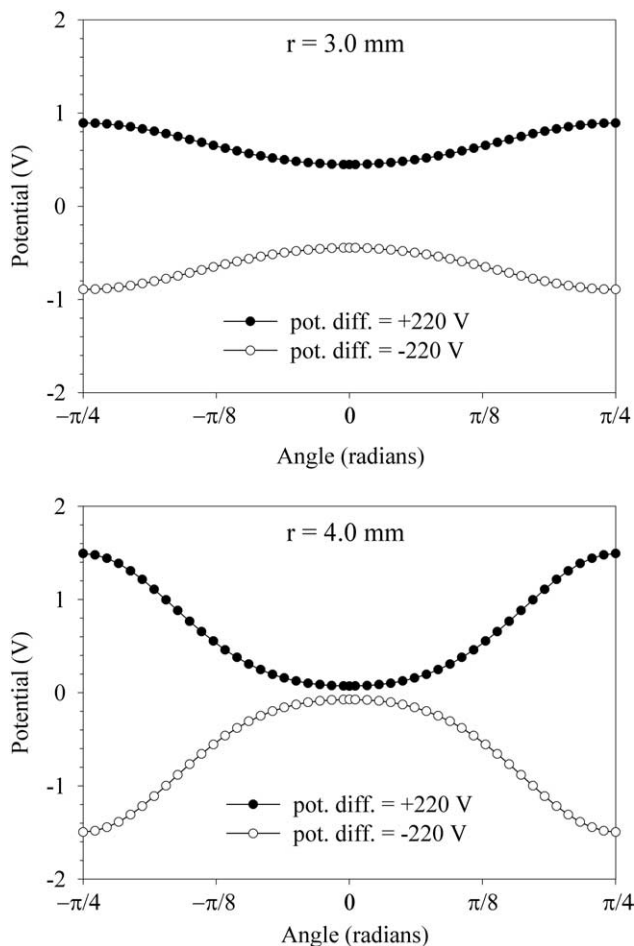 r = 3.0 mm
2
1
0
-1
-2
Potential (V)
pot. diff. = +220 V
pot. diff. = -220 V
−π/4
−π/8
0
π/8
π/4
Angle (radians)
r = 4.0 mm
2
1
0
-1
-2
Potential (V)
pot. diff. = +220 V
pot. diff. = -220 V
−π/4
−π/8
0
π/8
π/4
Angle (radians)